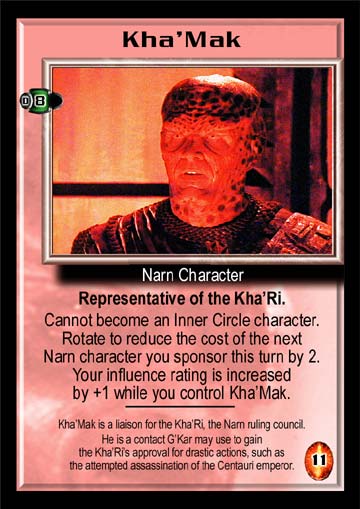 Kha'Mak
D 8
Narn Character
Representative of the Kha'Ri.
Cannot become an Inner Circle character.
Rotate to reduce the cost of the next
Narn character you sponsor this turn by 2.
Your influence rating is increased
by +1 while you control Kha'Mak.
Kha'Mak is a liaison for the Kha'Ri, the Narn ruling council.
He is a contact G'Kar may use to gain
the Kha'Ri's approval for drastic actions, such as
the attempted assassination of the Centauri emperor.
11